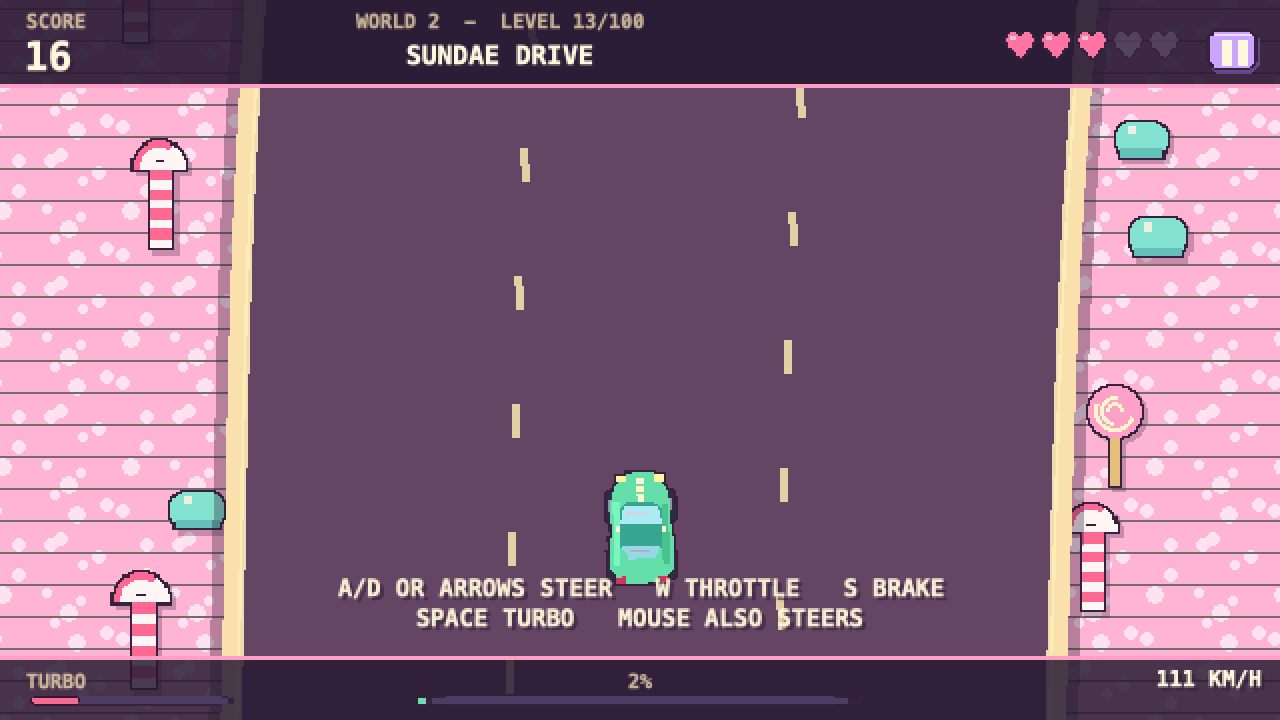 SCORE
16
WORLD 2 — LEVEL 13/100
SUNDAE DRIVE
A/D OR ARROWS STEER W THROTTLE S BRAKE
SPACE TURBO MOUSE ALSO STEERS
TURBO
2%
111 KM/H